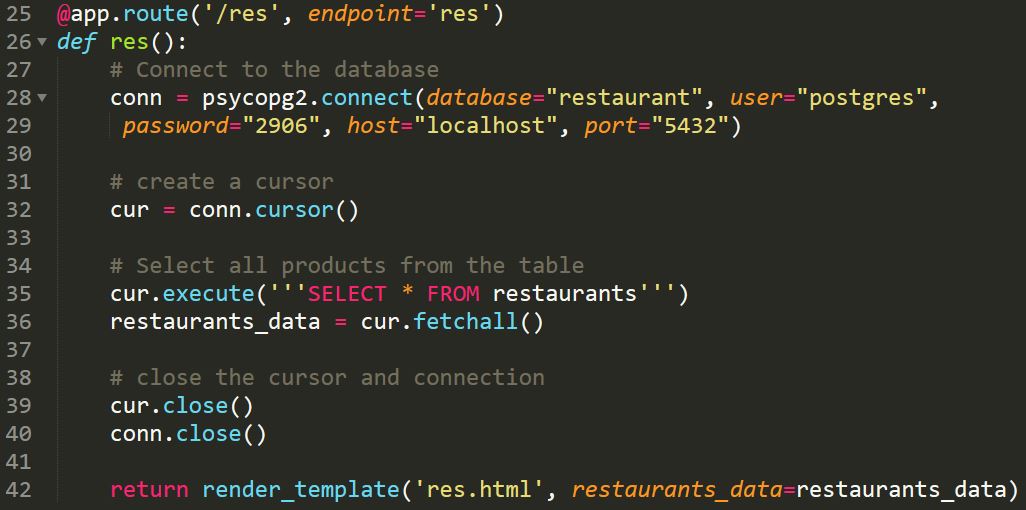 25 @app.route('/res', endpoint='res')
26 def res():
27     # Connect to the database
28     conn = psycopg2.connect(database="restaurant", user="postgres",
29      password="2906", host="localhost", port="5432")
30
31     # create a cursor
32     cur = conn.cursor()
33
34     # Select all products from the table
35     cur.execute('''SELECT * FROM restaurants''')
36     restaurants_data = cur.fetchall()
37
38     # close the cursor and connection
39     cur.close()
40     conn.close()
41
42     return render_template('res.html', restaurants_data=restaurants_data)